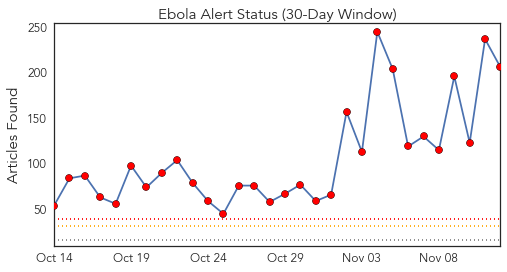 Ebola Alert Status (30-Day Window)
Articles Found
250
200
150
100
50
Oct 14 Oct 19 Oct 24 Oct 29 Nov 03 Nov 08